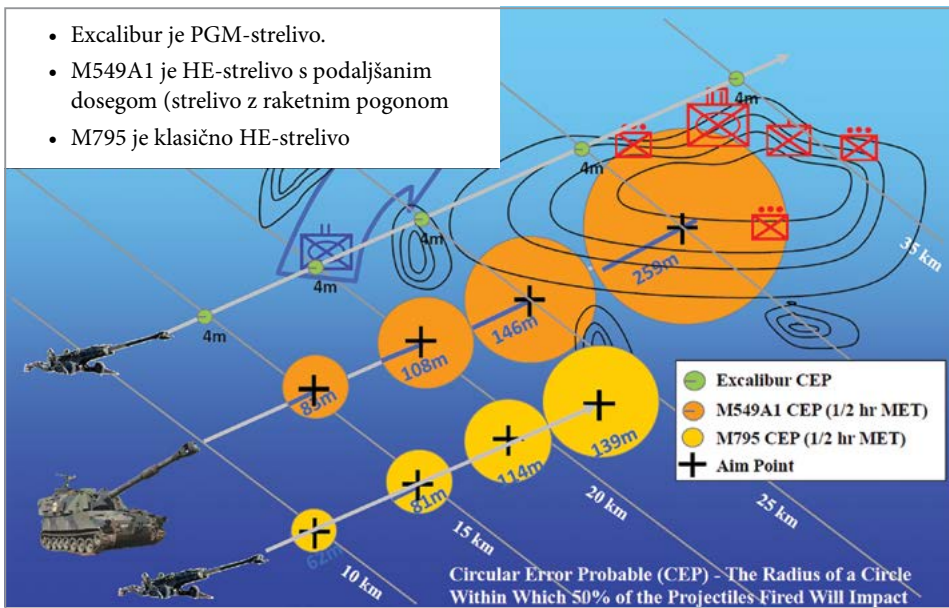 • Excalibur je PGM-strelivo.
• M549A1 je HE-strelivo s podaljšanim
dosegom (strelivo z raketnim pogonom
• M795 je klasično HE-strelivo
4m
4m
4m
4m
4m
259m
146m
108m
83m
139m
114m
81m
62m
10 km
15 km
20 km
25 km
35 km
Excalibur CEP
M549A1 CEP (1/2 hr MET)
M795 CEP (1/2 hr MET)
Aim Point
Circular Error Probable (CEP) - The Radius of a Circle
Within Which 50% of the Projectiles Fired Will Impact